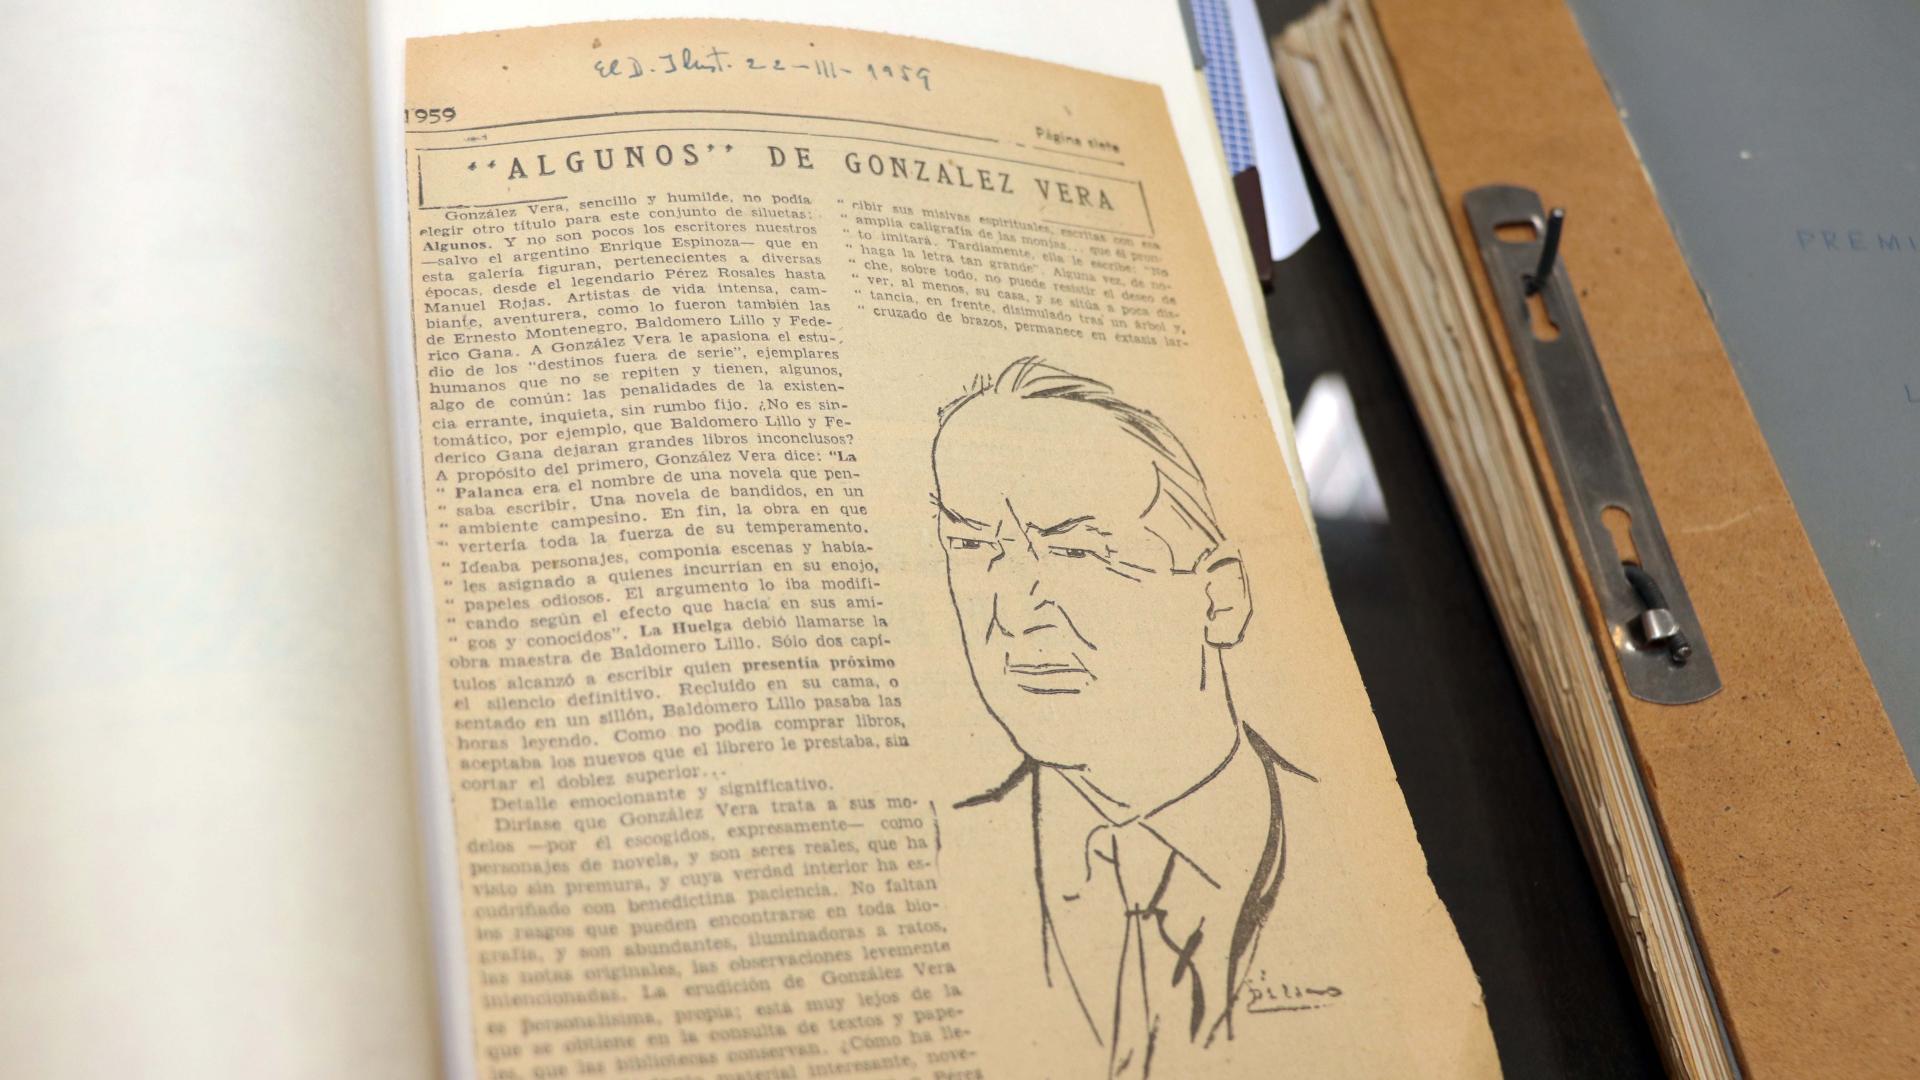 El D. Ilust. 22-III-1959
1959
Página siete
"ALGUNOS" DE GONZALEZ VERA
González Vera, sencillo y humilde, no podía
elegir otro título para este conjunto de siluetas:
Algunos. Y no son pocos los escritores nuestros
—salvo el argentino Enrique Espinoza— que en
esta galería figuran, pertenecientes a diversas
épocas, desde el legendario Pérez Rosales hasta
Manuel Rojas. Artistas de vida intensa, cam-
biante, aventurera, como lo fueron también las
de Ernesto Montenegro, Baldomero Lillo y Fede-
rico Gana. A González Vera le apasiona el estu-
dio de los "destinos fuera de serie", ejemplares
humanos que no se repiten y tienen, algunos,
algo de común: las penalidades de la existen-
cia errante, inquieta, sin rumbo fijo. ¿No es sin-
tomático, por ejemplo, que Baldomero Lillo y Fe-
derico Gana dejaran grandes libros inconclusos?
A propósito del primero, González Vera dice: "La
" Palanca era el nombre de una novela que pen-
" saba escribir. Una novela de bandidos, en un
" ambiente campesino. En fin, la obra en que
" vertería toda la fuerza de su temperamento.
" Ideaba personajes, componía escenas y había-
" les asignado a quienes incurrían en su enojo,
" papeles odiosos. El argumento lo iba modifi-
" cando según el efecto que hacía en sus ami-
" gos y conocidos". La Huelga debió llamarse la
obra maestra de Baldomero Lillo. Sólo dos capí-
tulos alcanzó a escribir quien presentía próximo
el silencio definitivo. Recluido en su cama, o
sentado en un sillón, Baldomero Lillo pasaba las
horas leyendo. Como no podía comprar libros,
aceptaba los nuevos que el librero le prestaba, sin
cortar el doblez superior...
Detalle emocionante y significativo.
Diríase que González Vera trata a sus mo-
delos —por él escogidos, expresamente— como
personajes de novela, y son seres reales, que ha
visto sin premura, y cuya verdad interior ha es-
cudriñado con benedictina paciencia. No faltan
los rasgos que pueden encontrarse en toda bio-
grafía, y son abundantes, iluminadoras a ratos,
las notas originales, las observaciones levemente
intencionadas. La erudición de González Vera
es personalísima, propia; está muy lejos de la
que se obtiene en la consulta de textos y pape-
les, que las bibliotecas conservan. ¿Cómo ha lle-
material interesante, nove-
Pérez
" cribir sus misivas espirituales, escritas con esa
" amplia caligrafía de las monjas... que él pron-
" to imitará. Tardíamente, ella le escribe: "No
" haga la letra tan grande". Alguna vez, de no-
" che, sobre todo, no puede resistir el deseo de
" ver, al menos, su casa, y se sitúa a poca dis-
" tancia, en frente, disimulado tras un árbol y,
" cruzado de brazos, permanece en éxtasis lar-
PREMI